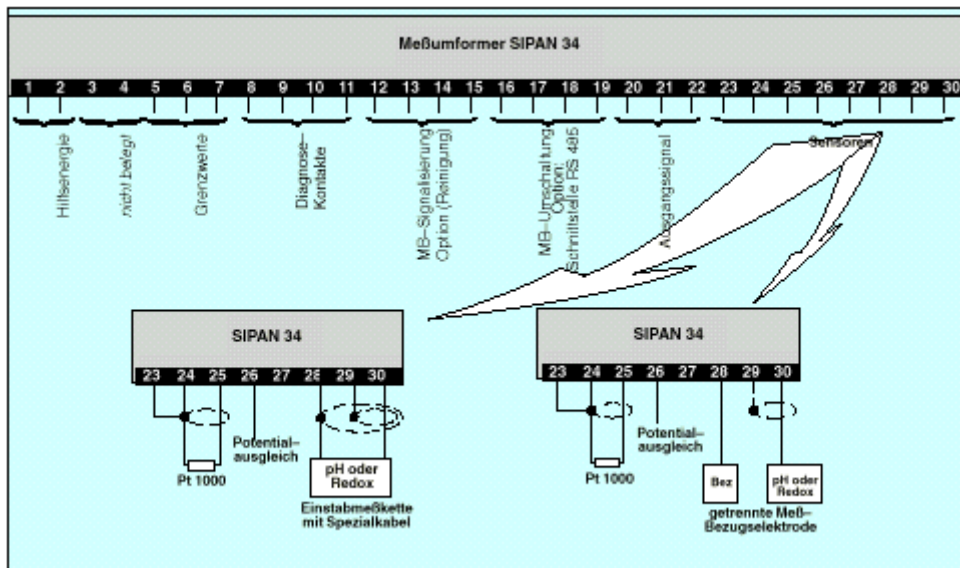 Meßumformer SIPAN 34
1 2 3 4 5 6 7 8 9 10 11 12 13 14 15 16 17 18 19 20 21 22 23 24 25 26 27 28 29 30
Hilfsenergie
nicht belegt
Grenzwerte
Diagnose–
Kontakte
MB–Signalisierung
Option (Reinigung)
MB–Umschaltung
Option:
Schnittstelle RS 485
Ausgangssignal
Sensoren
SIPAN 34
23 24 25 26 27 28 29 30
Potential–
ausgleich
Pt 1000
pH oder
Redox
Einstabmeßkette
mit Spezialkabel
SIPAN 34
23 24 25 26 27 28 29 30
Potential–
ausgleich
Pt 1000
Bez
pH oder
Redox
getrennte Meß–
Bezugselektrode